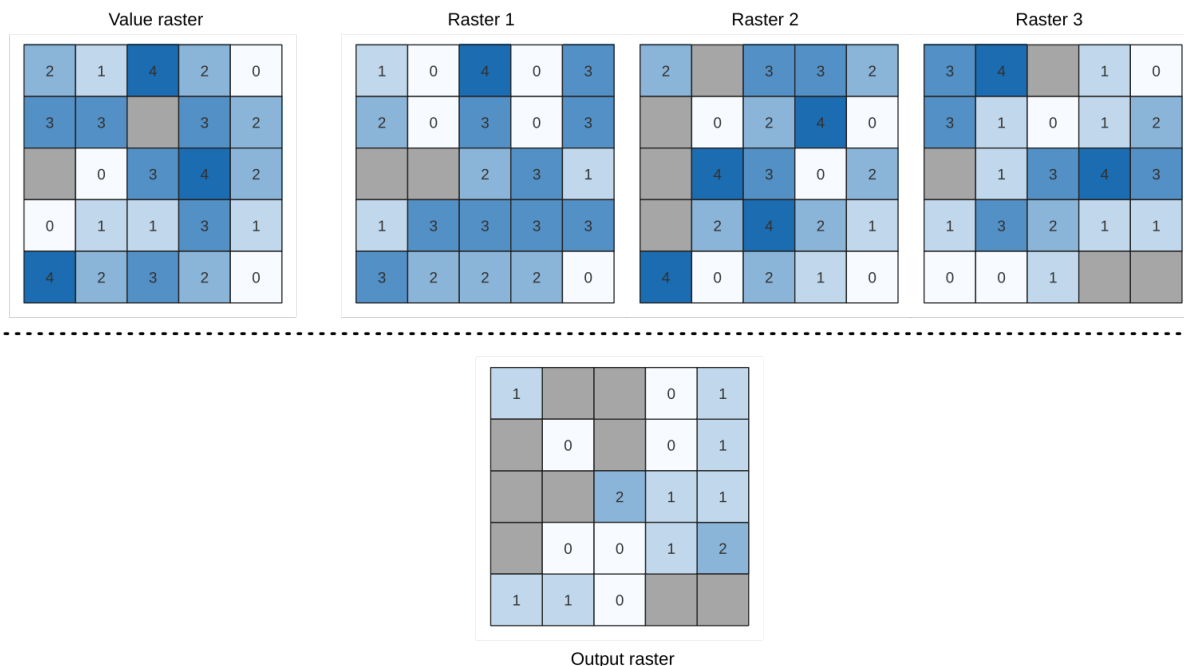 Value raster Raster 1 Raster 2 Raster 3
2 1 4 2 0 1 0 4 0 3 2 3 3 2 3 4 1 0
3 3 3 2 2 0 3 0 3 0 2 4 0 3 1 0 1 2
0 3 4 2 2 3 1 4 3 0 2 1 3 4 3
0 1 1 3 1 1 3 3 3 3 2 4 2 1 1 3 2 1 1
4 2 3 2 0 3 2 2 2 0 4 0 2 1 0 0 0 1
1 0 1
0 0 1
2 1 1
0 0 1 2
1 1 0
Output raster